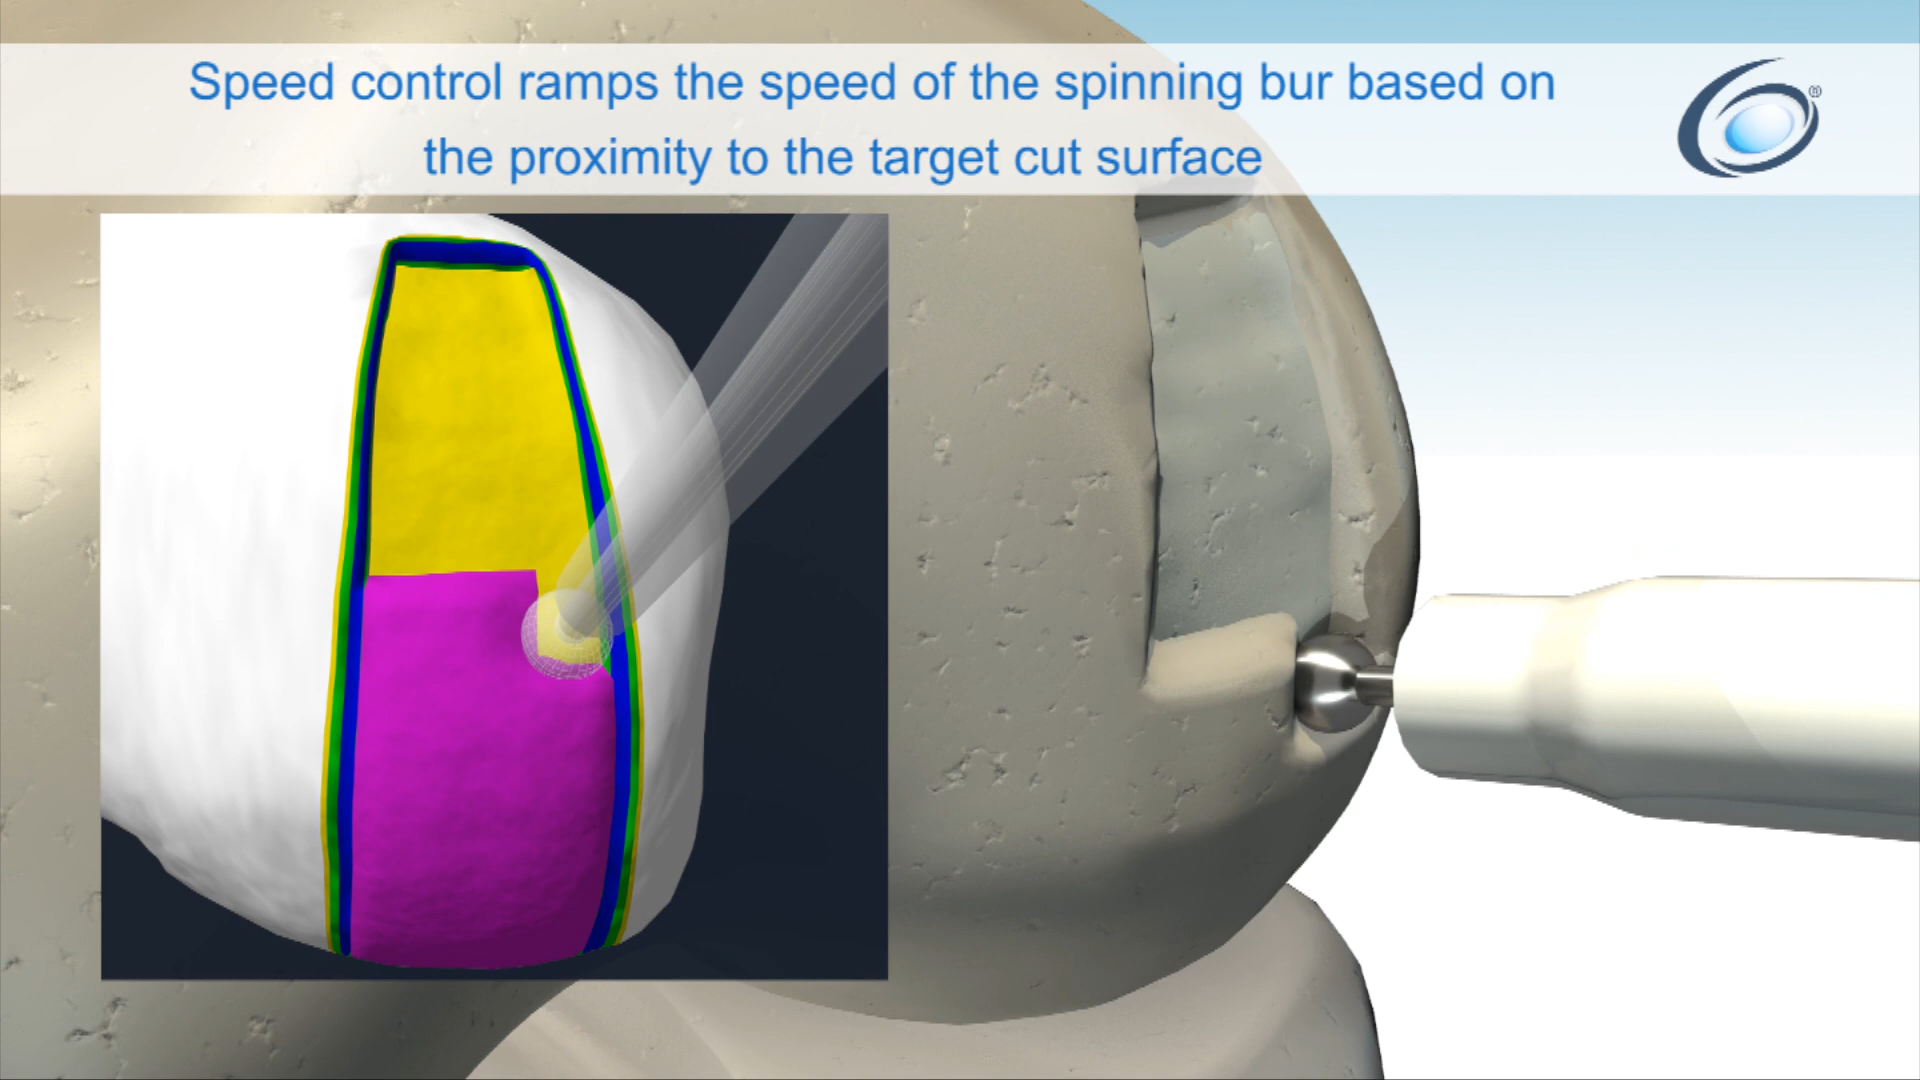 Speed control ramps the speed of the spinning bur based on
the proximity to the target cut surface
®